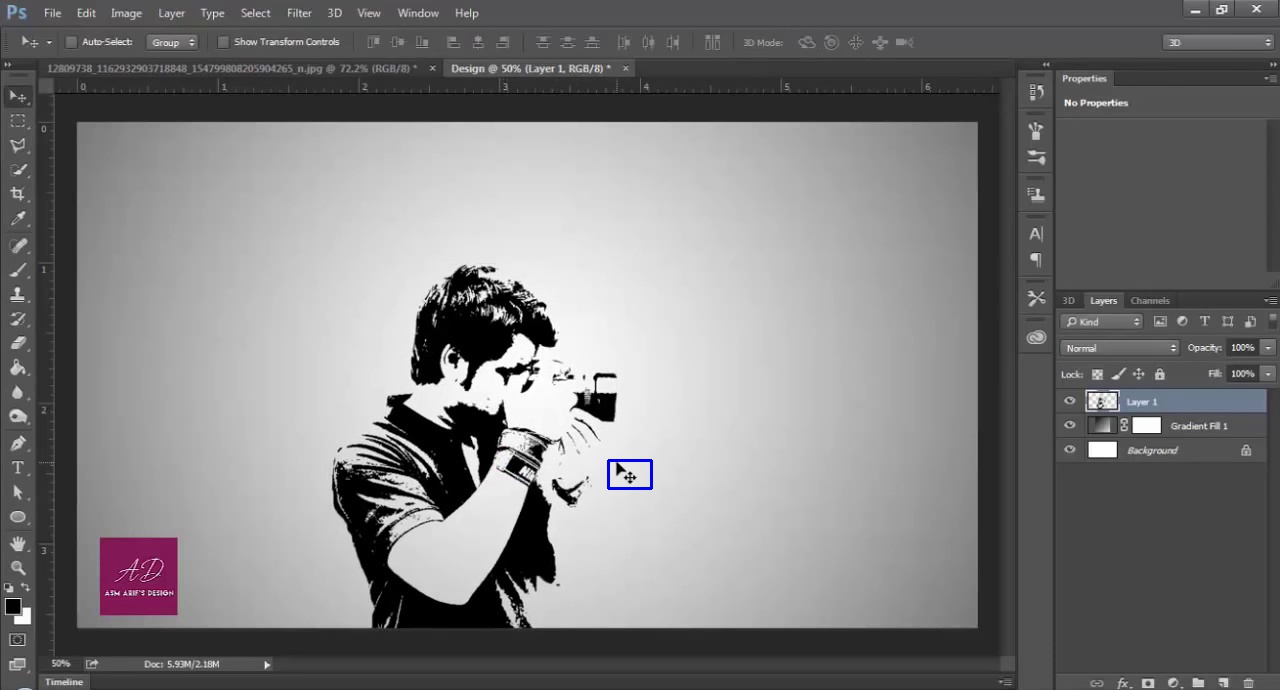 Ps File Edit Image Layer Type Select Filter 3D View Window Help
Auto-Select: Group Show Transform Controls 3D Mode: 3D
12809738_1162932903718848_154799808205904265_n.jpg @ 72.2% (RGB/8) * × Design @ 50% (Layer 1, RGB/8) * ×
0 1 2 3 4 5 6
0
1
2
3
AD
ASM ARIF'S DESIGN
50% Doc: 5.93M/2.18M
Timeline
Properties
No Properties
3D Layers Channels
Kind
Normal Opacity: 100%
Lock: Fill: 100%
Layer 1
Gradient Fill 1
Background
fx